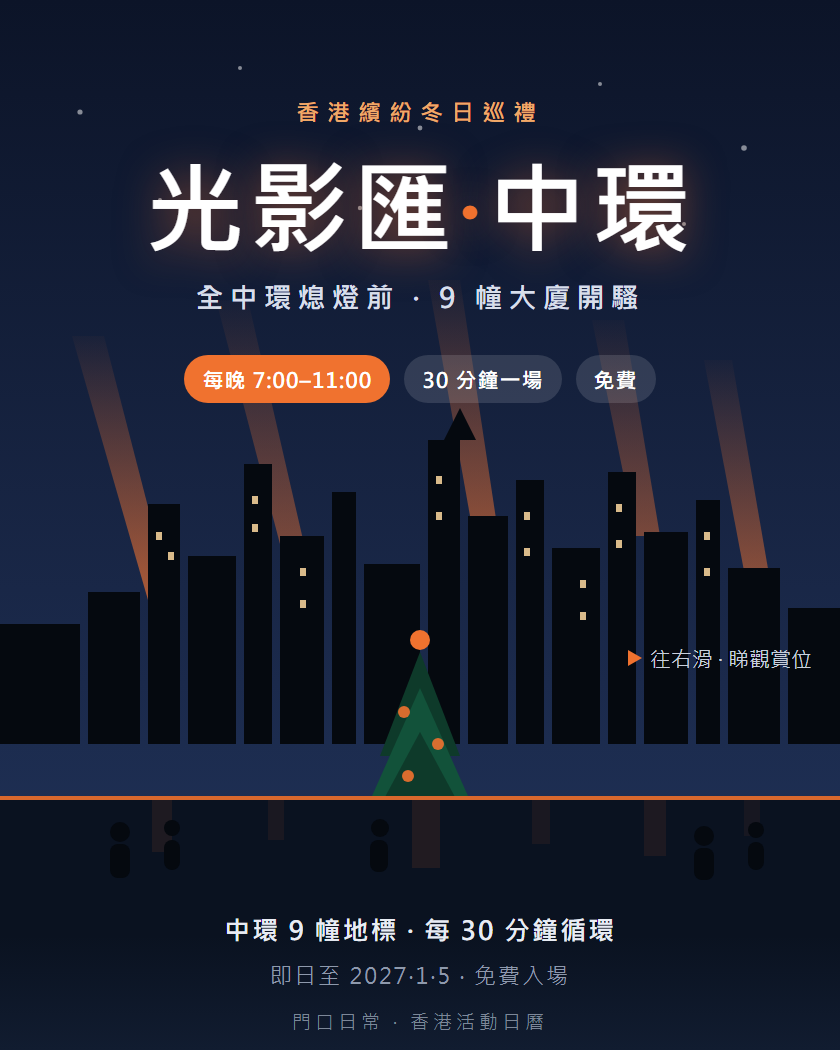 香港繽紛冬日巡禮
光影匯·中環
全中環熄燈前 · 9 幢大廈開騷
每晚 7:00–11:00 30 分鐘一場 免費
往右滑 · 睇觀賞位
中環 9 幢地標 · 每 30 分鐘循環
即日至 2027·1·5 · 免費入場
門口日常 · 香港活動日曆